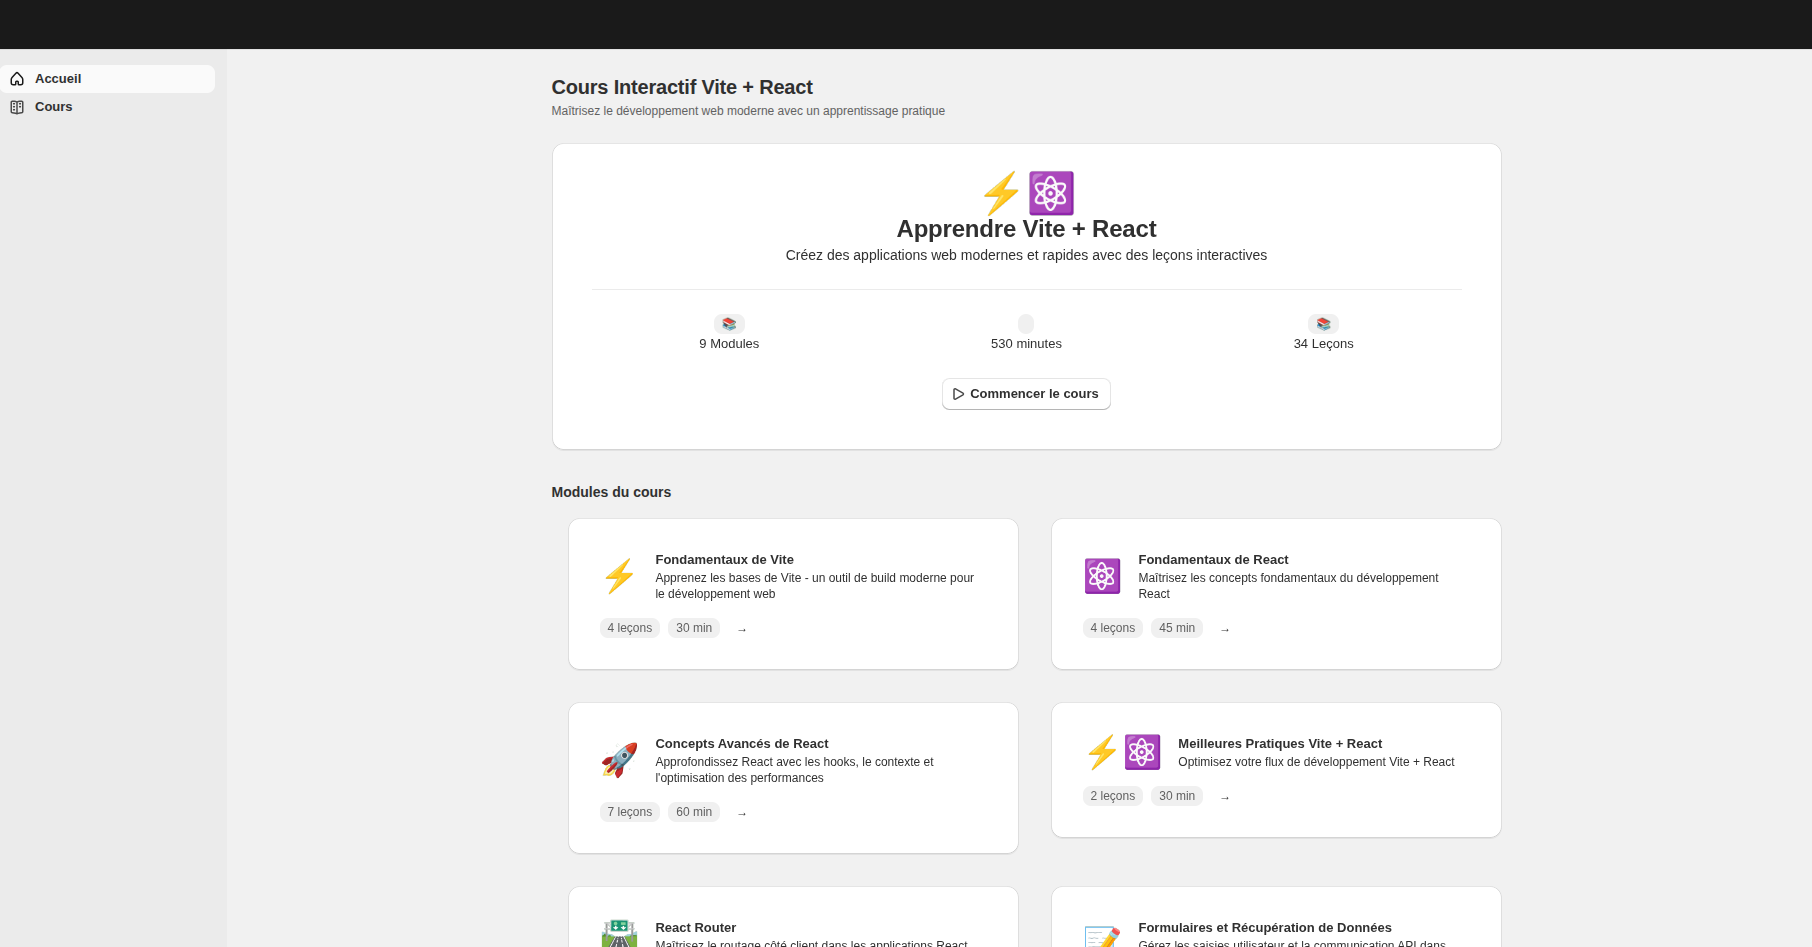 Accueil
Cours
Cours Interactif Vite + React
Maîtrisez le développement web moderne avec un apprentissage pratique
Apprendre Vite + React
Créez des applications web modernes et rapides avec des leçons interactives
9 Modules
530 minutes
34 Leçons
Commencer le cours
Modules du cours
Fondamentaux de Vite
Apprenez les bases de Vite - un outil de build moderne pour
le développement web
4 leçons 30 min →
Fondamentaux de React
Maîtrisez les concepts fondamentaux du développement
React
4 leçons 45 min →
Concepts Avancés de React
Approfondissez React avec les hooks, le contexte et
l'optimisation des performances
7 leçons 60 min →
Meilleures Pratiques Vite + React
Optimisez votre flux de développement Vite + React
2 leçons 30 min →
React Router
Maîtrisez le routage côté client dans les applications React
Formulaires et Récupération de Données
Gérez les saisies utilisateur et la communication API dans